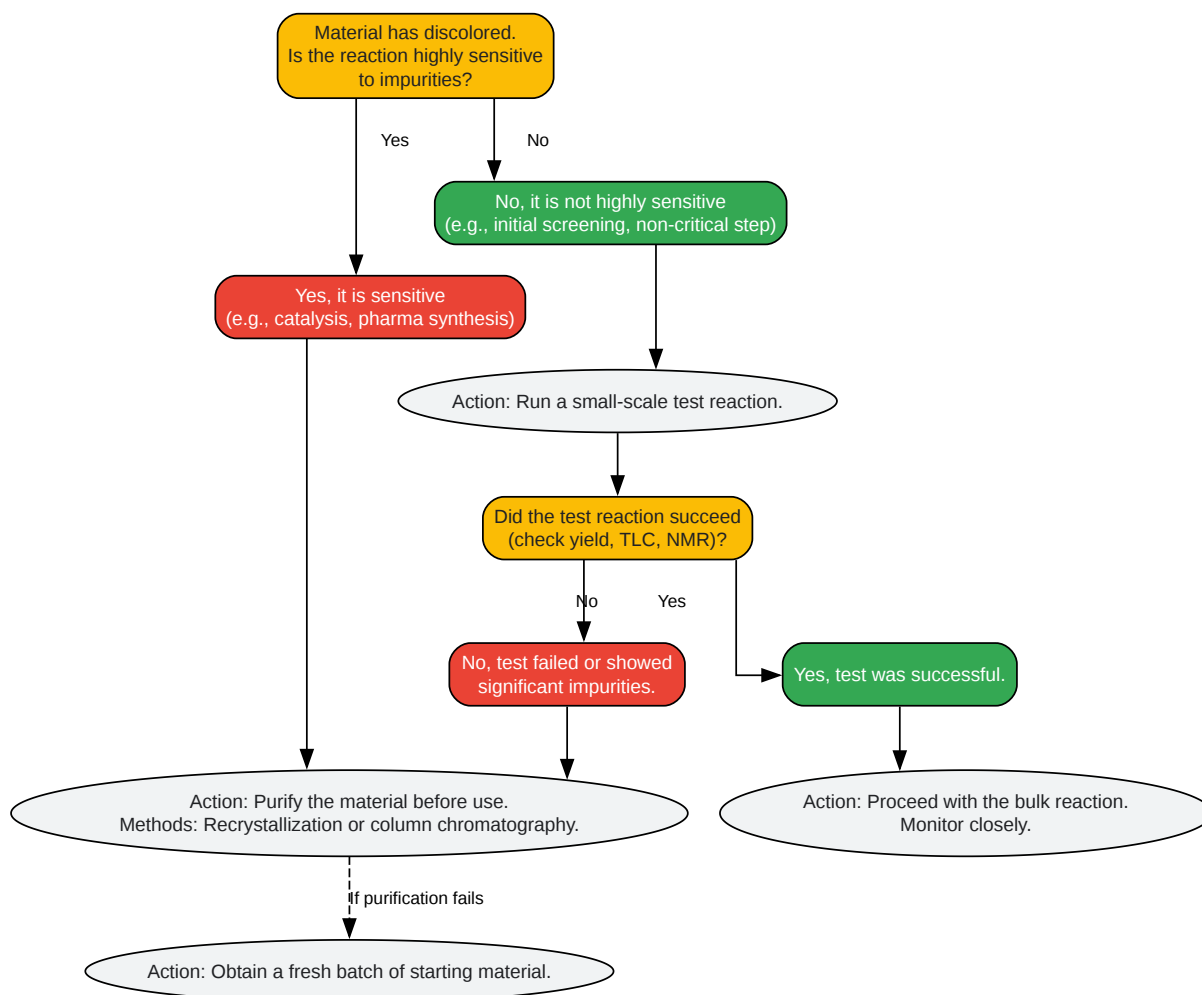 Material has discolored.
Is the reaction highly sensitive
to impurities?
Yes
No
No, it is not highly sensitive
(e.g., initial screening, non-critical step)
Yes, it is sensitive
(e.g., catalysis, pharma synthesis)
Action: Run a small-scale test reaction.
Did the test reaction succeed
(check yield, TLC, NMR)?
No
Yes
No, test failed or showed
significant impurities.
Yes, test was successful.
Action: Purify the material before use.
Methods: Recrystallization or column chromatography.
Action: Proceed with the bulk reaction.
Monitor closely.
If purification fails
Action: Obtain a fresh batch of starting material.